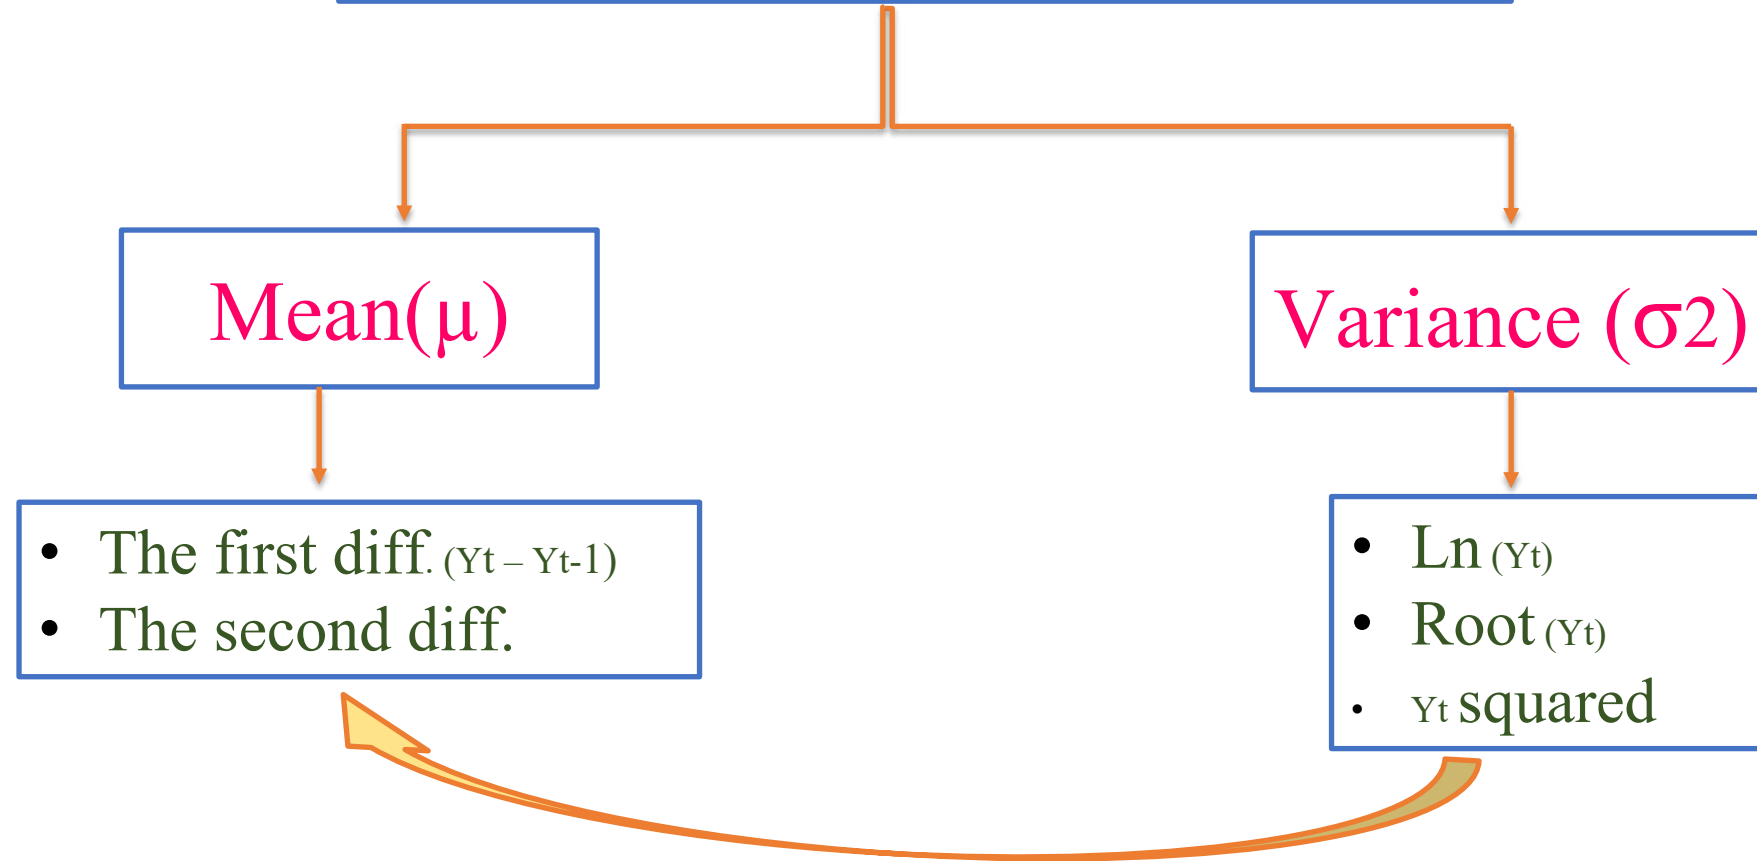 Mean(μ)
Variance (σ2)
• The first diff. (Yt – Yt-1)
• The second diff.
• Ln (Yt)
• Root (Yt)
• Yt squared